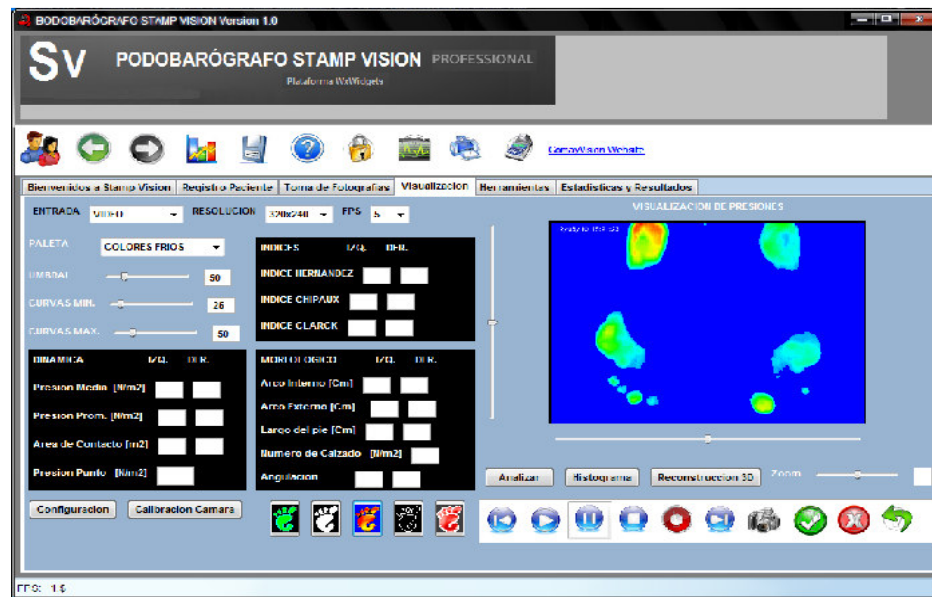 BODOBARÓGRAFO STAMP VISION Version 1.0
SV PODOBARÓGRAFO STAMP VISION PROFESSIONAL
Plataforma WxWidgets
Bienvenidos a Stamp Vision Registro Paciente Toma de Fotografias Visualizacion Herramientas Estadisticas y Resultados
ENTRADA VIDEO RESOLUCION 320x240 FPS 5
VISUALIZACION DE PRESIONES
PALETA COLORES FRIOS
UMBRAL 50
CURVAS MIN. 25
CURVAS MAX. 50
INDICES IZQ. DER.
INDICE HERNANDEZ
INDICE CHIPAUX
INDICE CLARCK
DINAMICA IZQ. DER.
Presion Media [N/m2]
Presion Prom. [N/m2]
Area de Contacto [m2]
Presion Punto [N/m2]
MORFOLOGICO IZQ. DER.
Arco Interno [Cm]
Arco Externo [Cm]
Largo del pie [Cm]
Numero de Calzado [N/m2]
Angulacion
Analizar Histograma Reconstruccion 3D Zoom
Configuracion Calibracion Camara